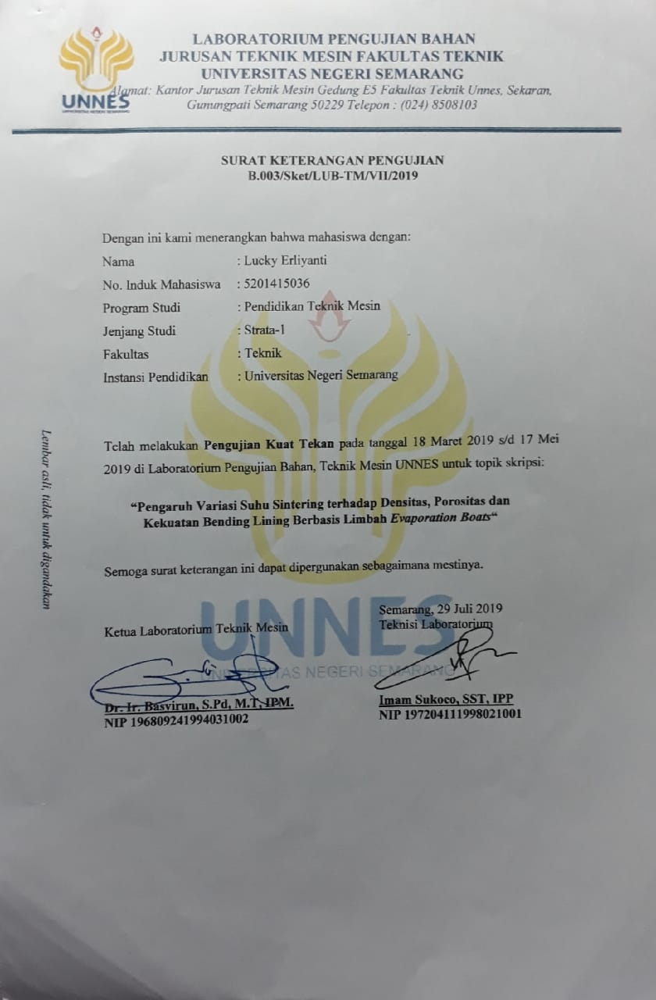 LABORATORIUM PENGUJIAN BAHAN
JURUSAN TEKNIK MESIN FAKULTAS TEKNIK
UNIVERSITAS NEGERI SEMARANG
Alamat: Kantor Jurusan Teknik Mesin Gedung E5 Fakultas Teknik Unnes, Sekaran,
Gunungpati Semarang 50229 Telepon : (024) 8508103
UNNES
UNIVERSITAS NEGERI SEMARANG
SURAT KETERANGAN PENGUJIAN
B.003/Sket/LUB-TM/VII/2019
Dengan ini kami menerangkan bahwa mahasiswa dengan:
Nama : Lucky Erliyanti
No. Induk Mahasiswa : 5201415036
Program Studi : Pendidikan Teknik Mesin
Jenjang Studi : Strata-1
Fakultas : Teknik
Instansi Pendidikan : Universitas Negeri Semarang
Telah melakukan Pengujian Kuat Tekan pada tanggal 18 Maret 2019 s/d 17 Mei
2019 di Laboratorium Pengujian Bahan, Teknik Mesin UNNES untuk topik skripsi:
“Pengaruh Variasi Suhu Sintering terhadap Densitas, Porositas dan
Kekuatan Bending Lining Berbasis Limbah Evaporation Boats“
Semoga surat keterangan ini dapat dipergunakan sebagaimana mestinya.
Semarang, 29 Juli 2019
Ketua Laboratorium Teknik Mesin
Teknisi Laboratorium
UNNES
UNIVERSITAS NEGERI SEMARANG
Dr. Ir. Basyirun, S.Pd, M.T, IPM.
NIP 196809241994031002
Imam Sukoco, SST, IPP
NIP 197204111998021001
Lembar asli, tidak untuk digandakan